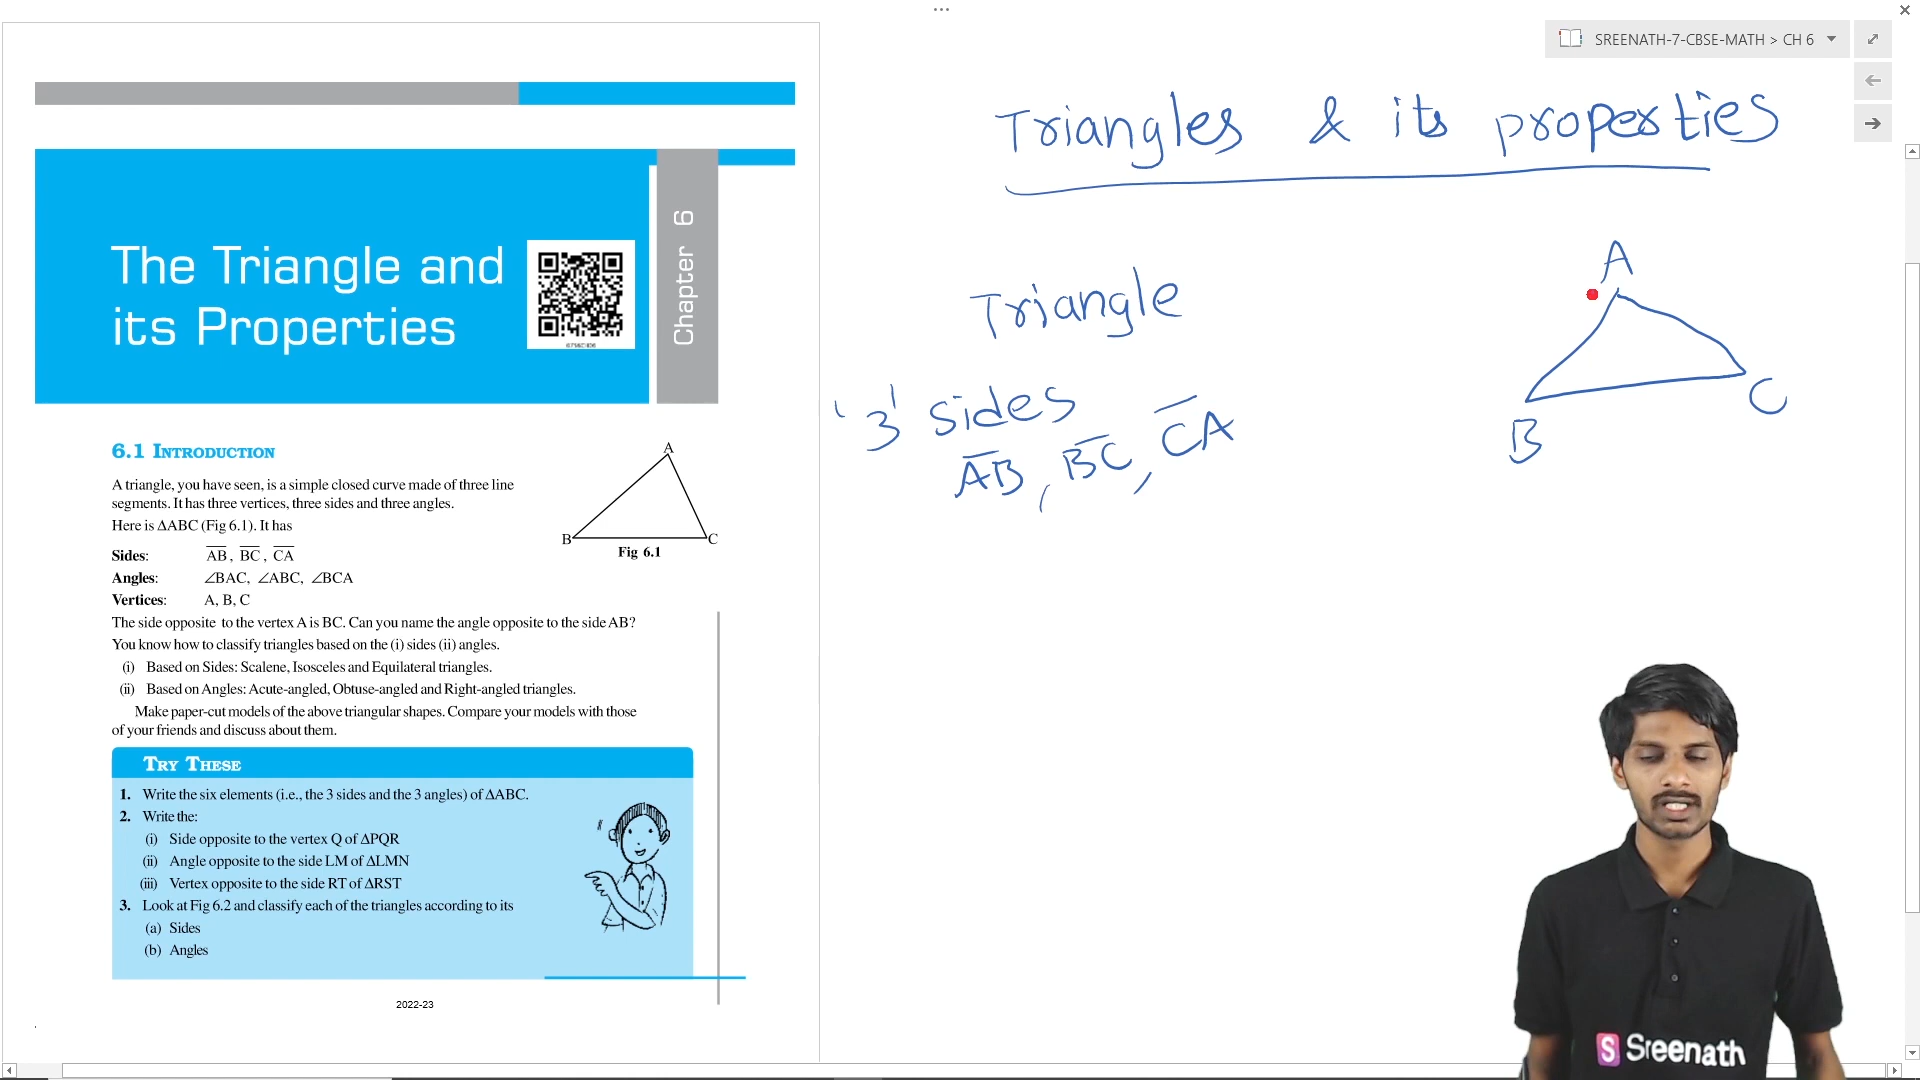 SREENATH-7-CBSE-MATH > CH 6
The Triangle and
its Properties
Chapter 6
6.1 INTRODUCTION
A triangle, you have seen, is a simple closed curve made of three line
segments. It has three vertices, three sides and three angles.
Here is ΔABC (Fig 6.1). It has
Sides: AB, BC, CA
Angles: ∠BAC, ∠ABC, ∠BCA
Vertices: A, B, C
A
B
C
Fig 6.1
The side opposite to the vertex A is BC. Can you name the angle opposite to the side AB?
You know how to classify triangles based on the (i) sides (ii) angles.
(i) Based on Sides: Scalene, Isosceles and Equilateral triangles.
(ii) Based on Angles: Acute-angled, Obtuse-angled and Right-angled triangles.
Make paper-cut models of the above triangular shapes. Compare your models with those
of your friends and discuss about them.
TRY THESE
1. Write the six elements (i.e., the 3 sides and the 3 angles) of ΔABC.
2. Write the:
(i) Side opposite to the vertex Q of ΔPQR
(ii) Angle opposite to the side LM of ΔLMN
(iii) Vertex opposite to the side RT of ΔRST
3. Look at Fig 6.2 and classify each of the triangles according to its
(a) Sides
(b) Angles
2022-23
Triangles & its properties
Triangle
'3' sides
AB, BC, CA
A
B
C
S Sreenath